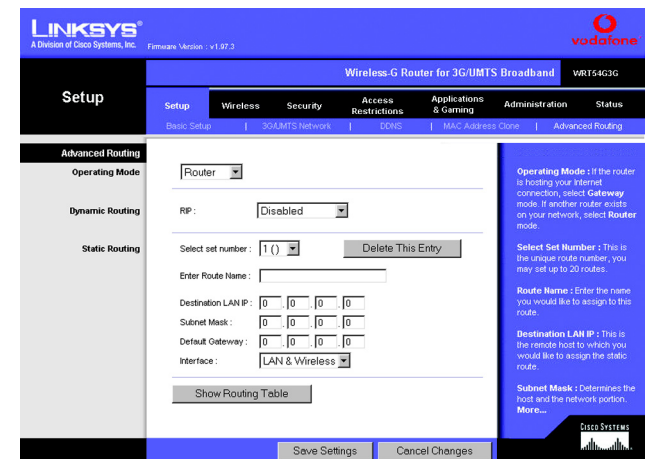 LINKSYS®
A Division of Cisco Systems, Inc.
Firmware Version : v1.97.3
vodafone
Wireless-G Router for 3G/UMTS Broadband
WRT54G3G
Setup
Setup
Wireless
Security
Access Restrictions
Applications & Gaming
Administration
Status
Basic Setup | 3G/UMTS Network | DDNS | MAC Address Clone | Advanced Routing
Advanced Routing
Operating Mode
Router
Dynamic Routing
RIP :
Disabled
Static Routing
Select set number :
1 ()
Delete This Entry
Enter Route Name :
Destination LAN IP : 0 . 0 . 0 . 0
Subnet Mask : 0 . 0 . 0 . 0
Default Gateway : 0 . 0 . 0 . 0
Interface :
LAN & Wireless
Show Routing Table
Operating Mode : If the router
is hosting your Internet
connection, select Gateway
mode. If another router exists
on your network, select Router
mode.
Select Set Number : This is
the unique route number, you
may set up to 20 routes.
Route Name : Enter the name
you would like to assign to this
route.
Destination LAN IP : This is
the remote host to which you
would like to assign the static
route.
Subnet Mask : Determines the
host and the network portion.
More...
CISCO SYSTEMS
Save Settings
Cancel Changes